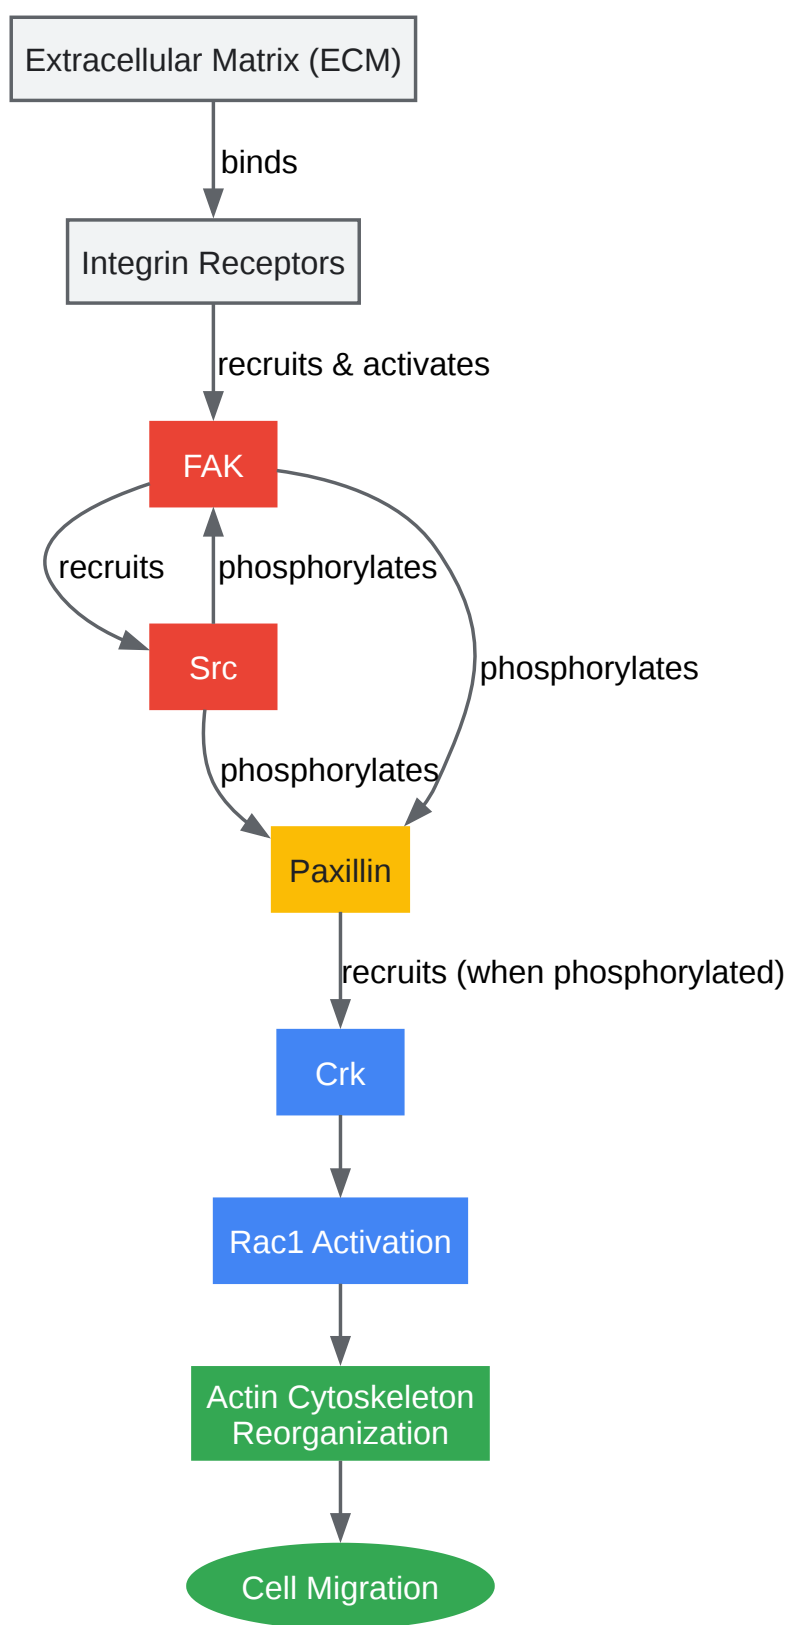 Extracellular Matrix (ECM)
binds
Integrin Receptors
recruits & activates
FAK
recruits
phosphorylates
Src
phosphorylates
phosphorylates
Paxillin
recruits (when phosphorylated)
Crk
Rac1 Activation
Actin Cytoskeleton
Reorganization
Cell Migration